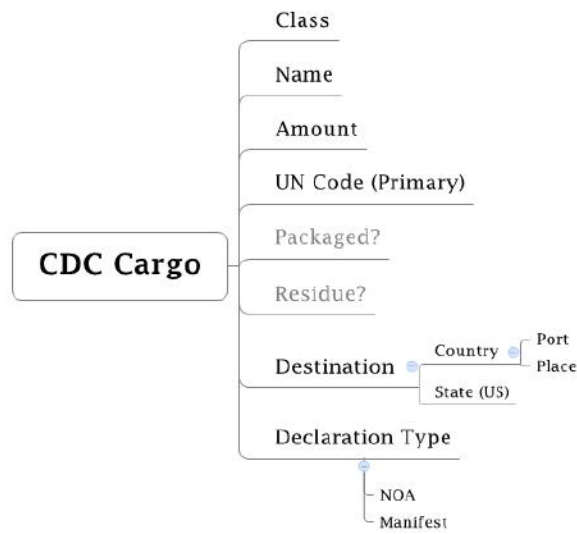 Class
Name
Amount
UN Code (Primary)
CDC Cargo
Packaged?
Residue?
Destination
Country
Port
Place
State (US)
Declaration Type
NOA
Manifest